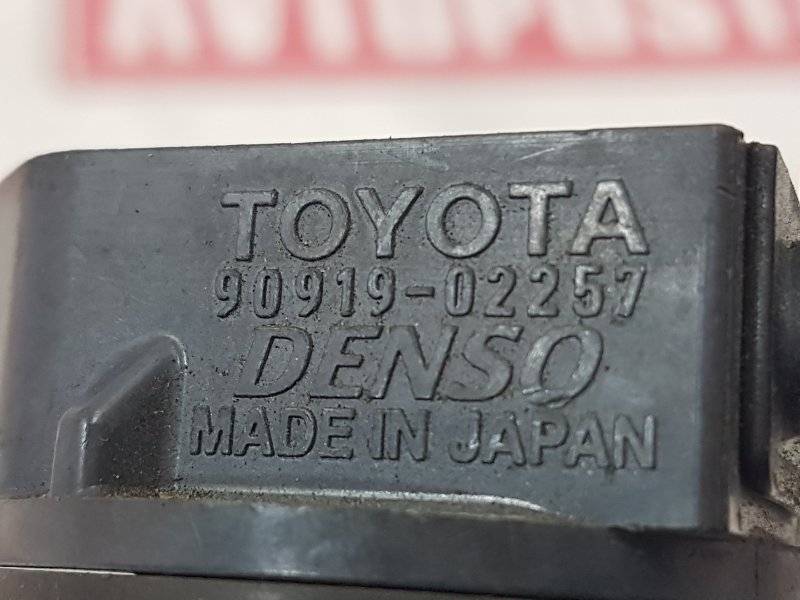 TOYOTA
90919-02257
DENSO
MADE IN JAPAN